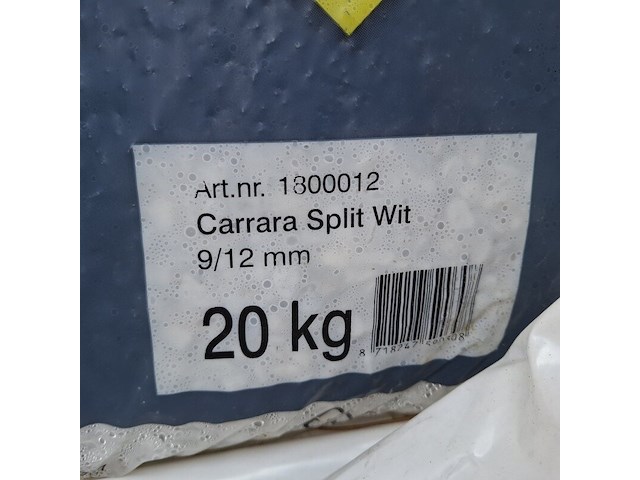 Art.nr. 1800012
Carrara Split Wit
9/12 mm
20 kg